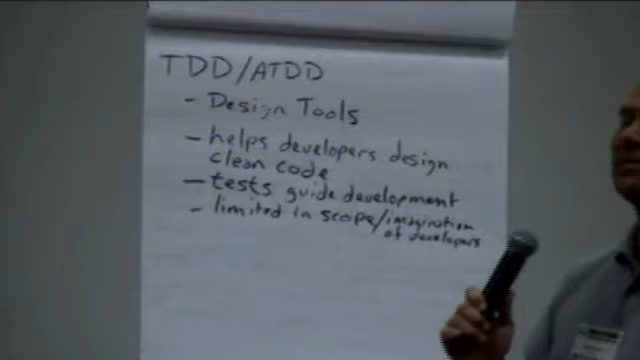 TDD/ATDD
- Design Tools
- helps developers design
clean code
- tests guide development
- limited in scope/imagination
of developers